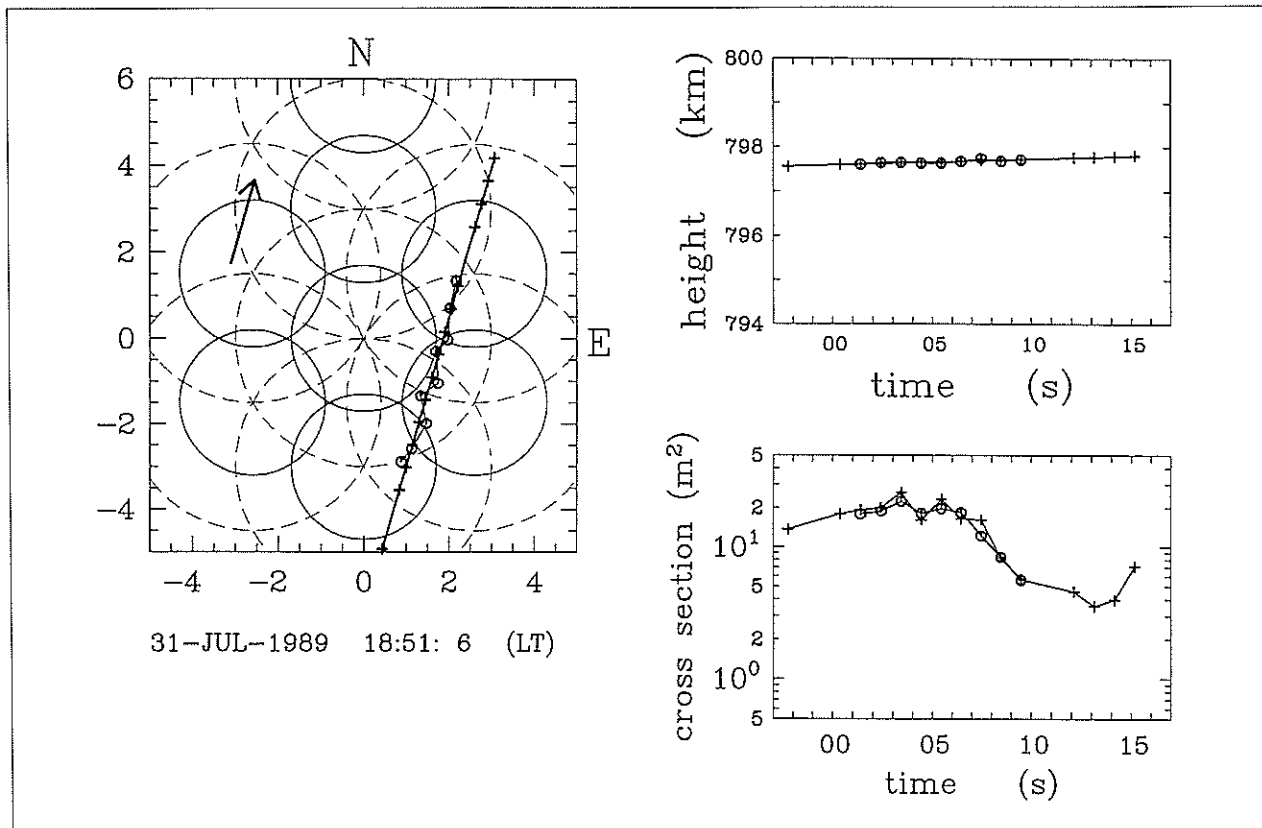 N
6
4
2
0
−2
−4
E
−4 −2 0 2 4
31−JUL−1989 18:51: 6 (LT)
height (km)
800
798
796
794
00 05 10 15
time (s)
cross section (m²)
5
2
10¹
5
2
10⁰
5
00 05 10 15
time (s)